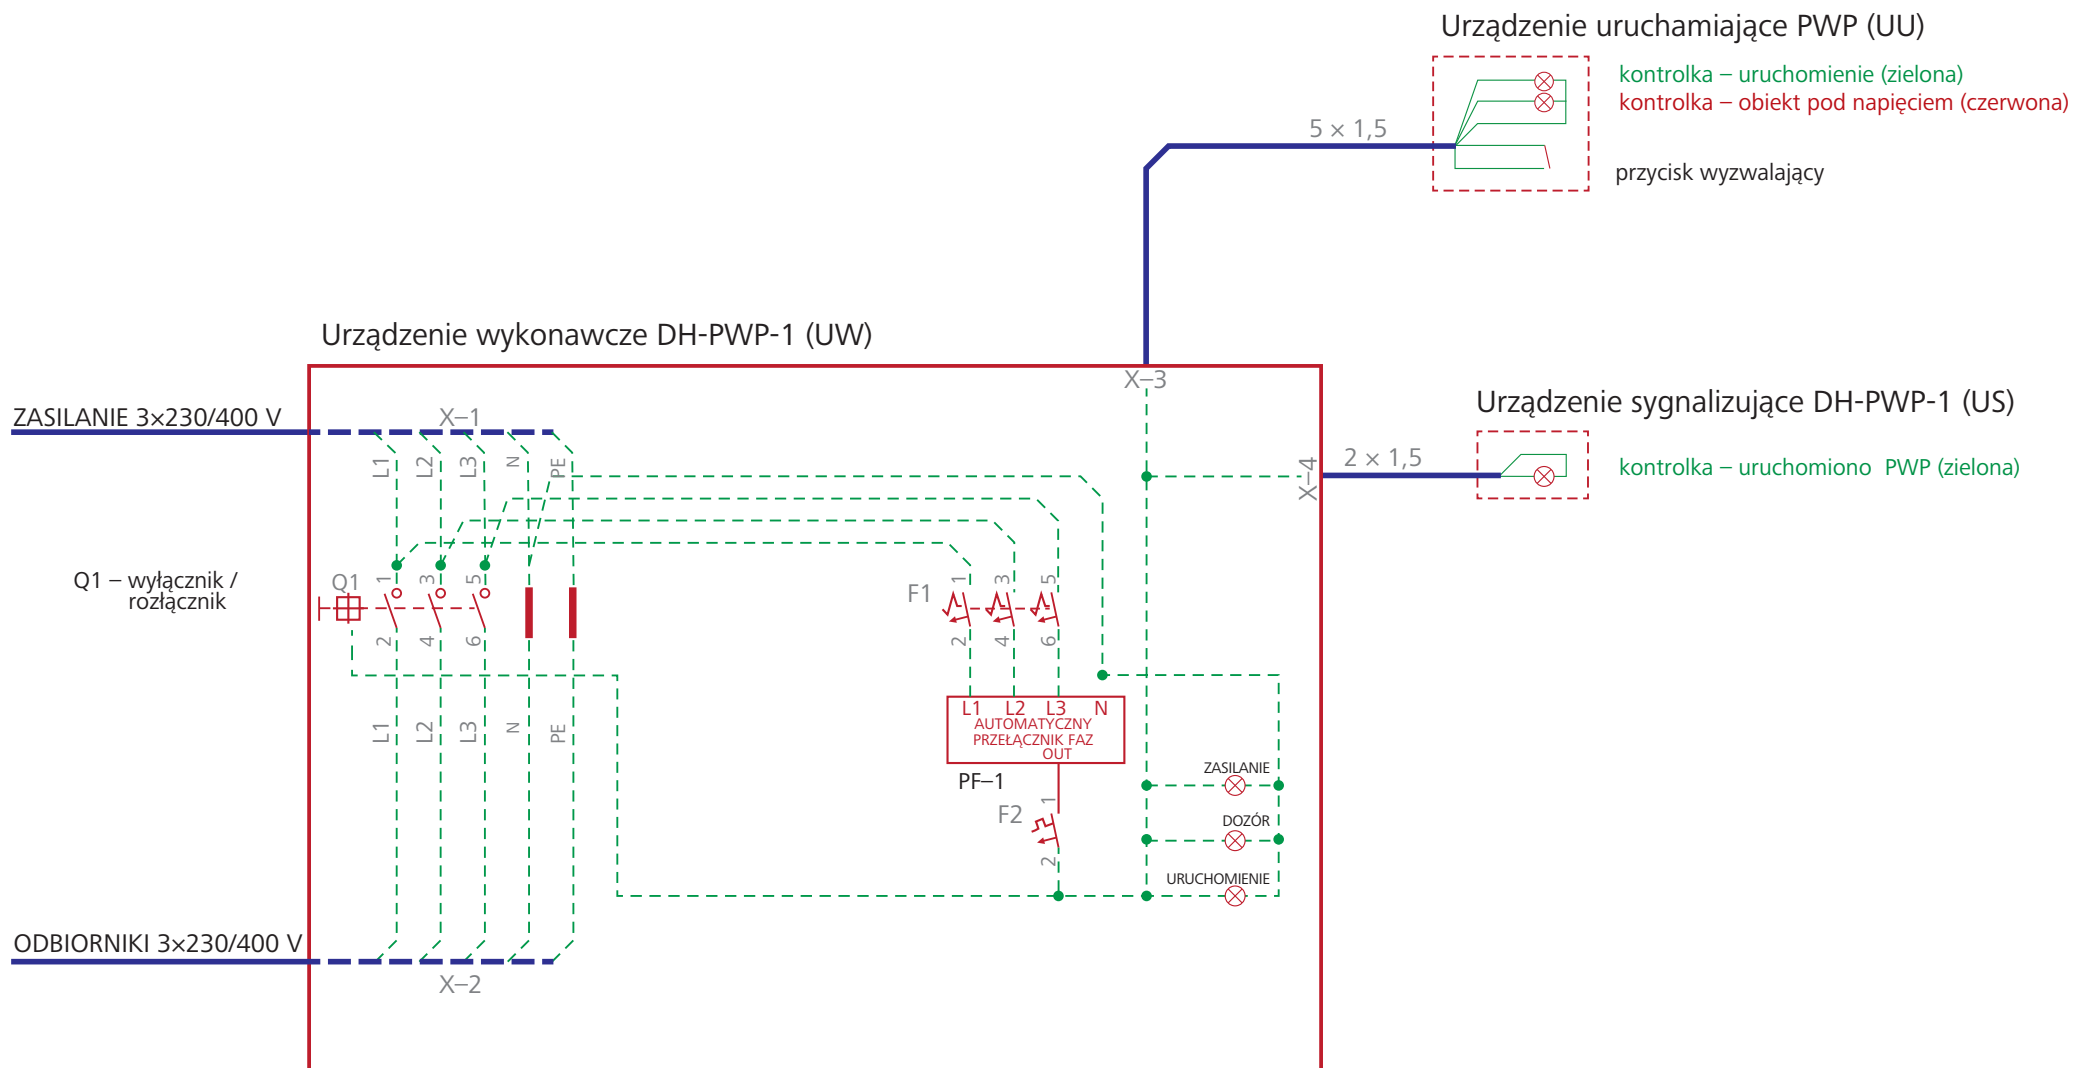 Urządzenie uruchamiające PWP (UU)
kontrolka – uruchomienie (zielona)
kontrolka – obiekt pod napięciem (czerwona)
5 × 1,5
przycisk wyzwalający
Urządzenie wykonawcze DH-PWP-1 (UW)
X–3
Urządzenie sygnalizujące DH-PWP-1 (US)
ZASILANIE 3×230/400 V
X–1
X–4
2 × 1,5
kontrolka – uruchomiono PWP (zielona)
L1
L2
L3
N
PE
Q1 – wyłącznik /
rozłącznik
Q1
1
3
5
2
4
6
F1
1
3
5
2
4
6
L1
L2
L3
N
PE
L1 L2 L3 N
AUTOMATYCZNY
PRZEŁĄCZNIK FAZ
OUT
PF–1
F2
1
2
ZASILANIE
DOZÓR
URUCHOMIENIE
ODBIORNIKI 3×230/400 V
X–2